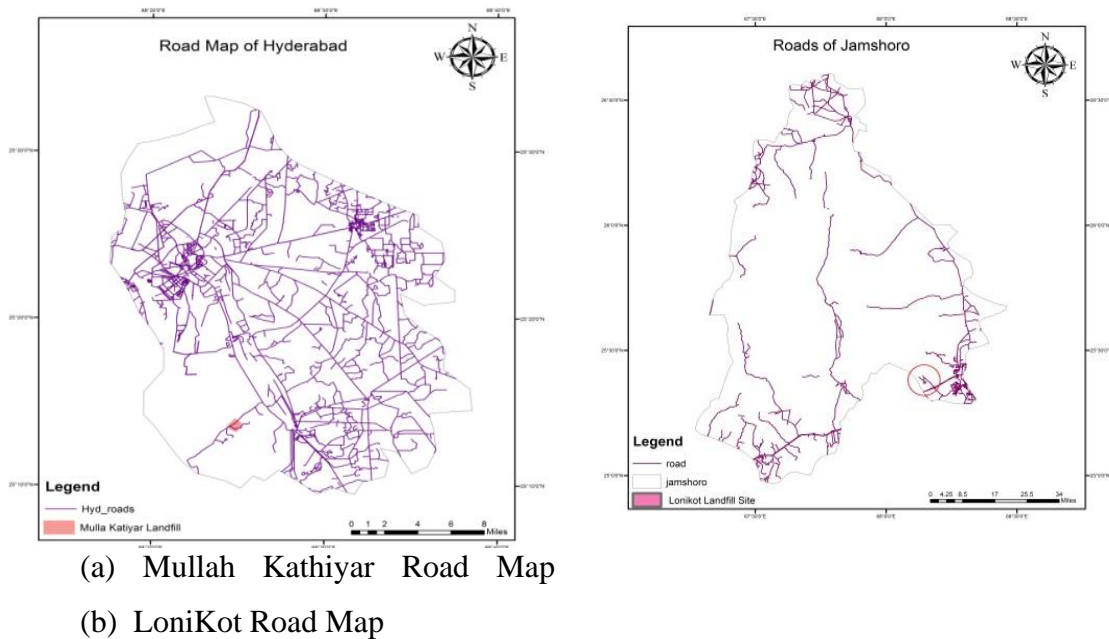 Road Map of Hyderabad
N
W E
S
Legend
Hyd_roads
Mulla Katiyar Landfill
0 1 2 4 6 8
Miles
Roads of Jamshoro
N
W E
S
Legend
road
jamshoro
Lonikot Landfill Site
0 4.25 8.5 17 25.5 34
Miles
(a) Mullah Kathiyar Road Map
(b) LoniKot Road Map